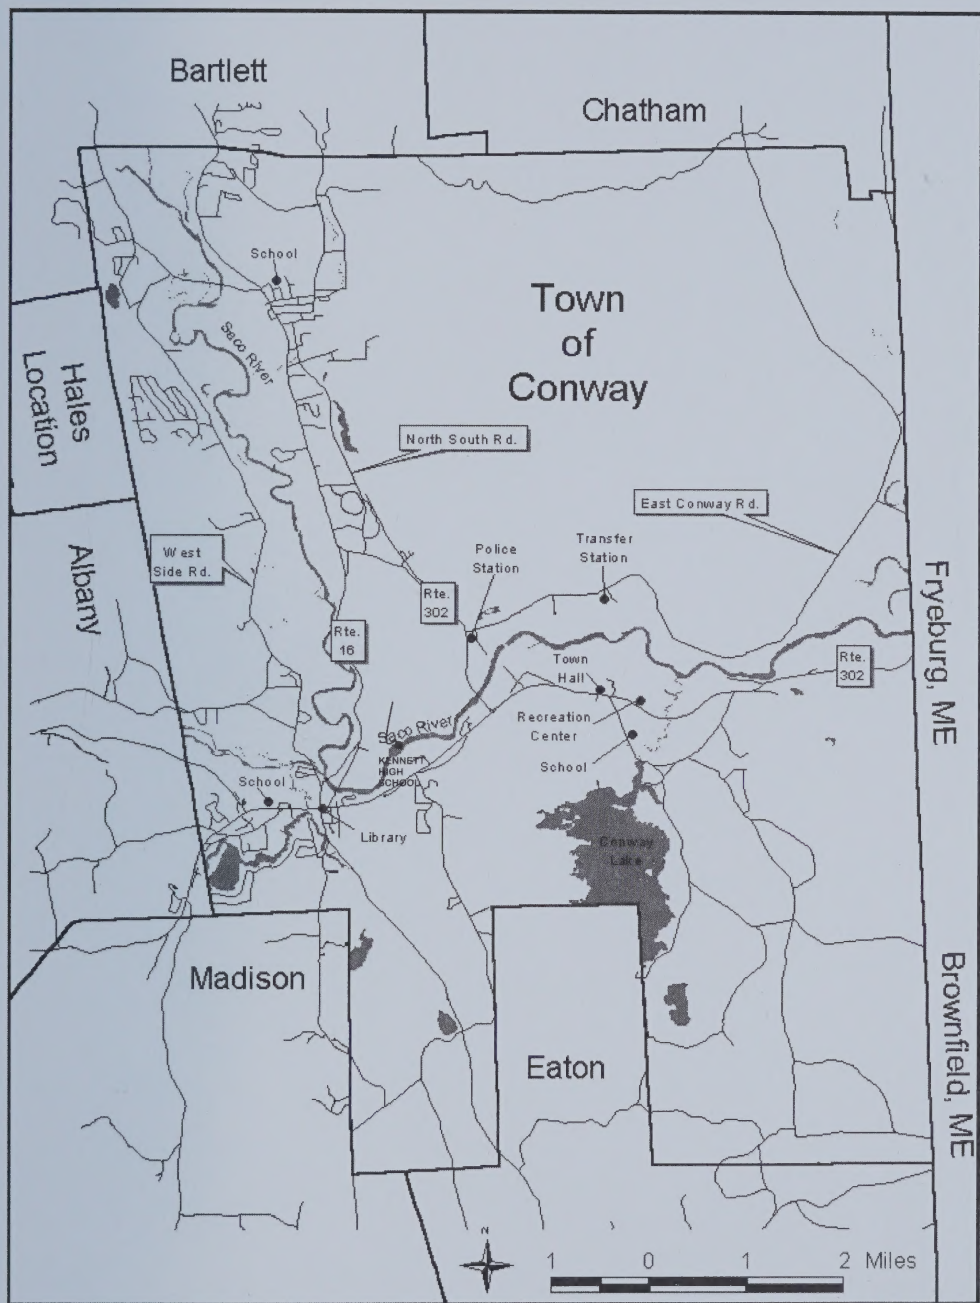 Bartlett
Chatham
School
Town
of
Conway
Saco River
Hales
Location
North South Rd.
East Conway Rd.
West
Side Rd.
Albany
Police
Station
Transfer
Station
Rte.
302
Rte.
16
Town
Hall
Rte.
302
Fryeburg, ME
Recreation
Center
Saco River
KENNETT
HIGH
SCHOOL
School
School
Library
Conway
Lake
Madison
Eaton
Brownfield, ME
N
1 0 1 2 Miles